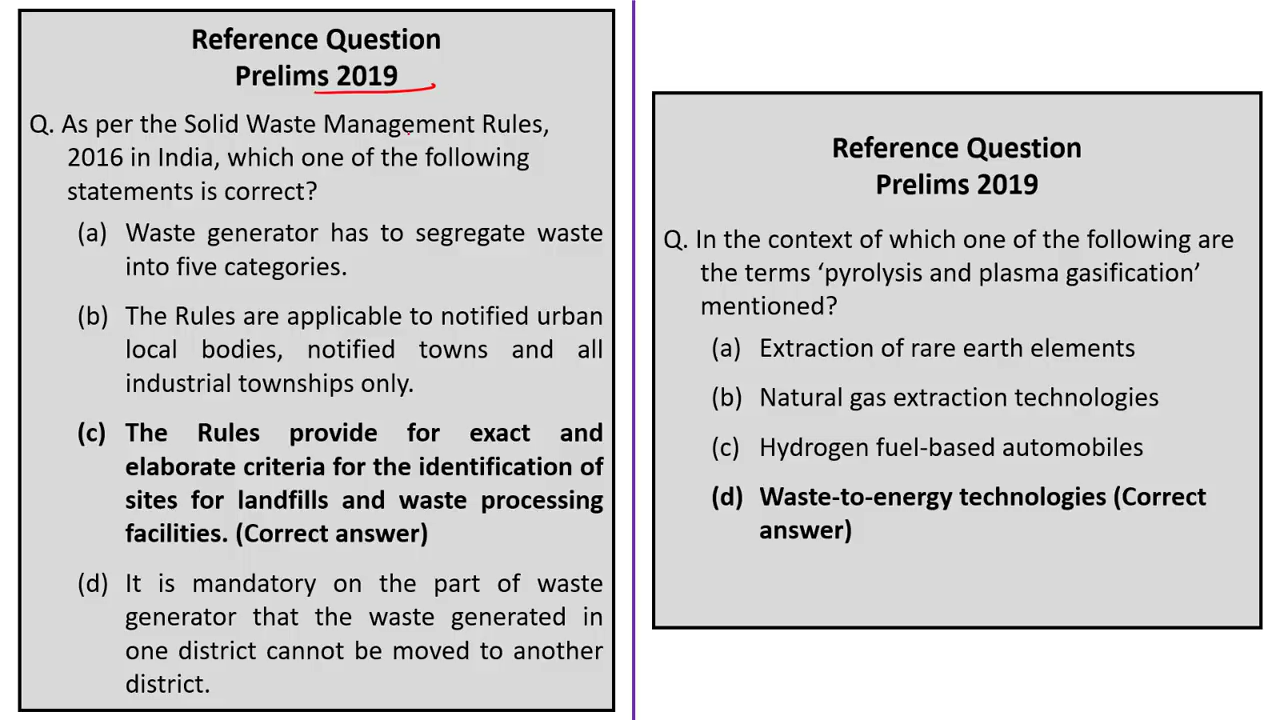 Reference Question
Prelims 2019
Q. As per the Solid Waste Management Rules,
2016 in India, which one of the following
statements is correct?
(a) Waste generator has to segregate waste
into five categories.
(b) The Rules are applicable to notified urban
local bodies, notified towns and all
industrial townships only.
(c) The Rules provide for exact and
elaborate criteria for the identification of
sites for landfills and waste processing
facilities. (Correct answer)
(d) It is mandatory on the part of waste
generator that the waste generated in
one district cannot be moved to another
district.
Reference Question
Prelims 2019
Q. In the context of which one of the following are
the terms ‘pyrolysis and plasma gasification’
mentioned?
(a) Extraction of rare earth elements
(b) Natural gas extraction technologies
(c) Hydrogen fuel-based automobiles
(d) Waste-to-energy technologies (Correct
answer)